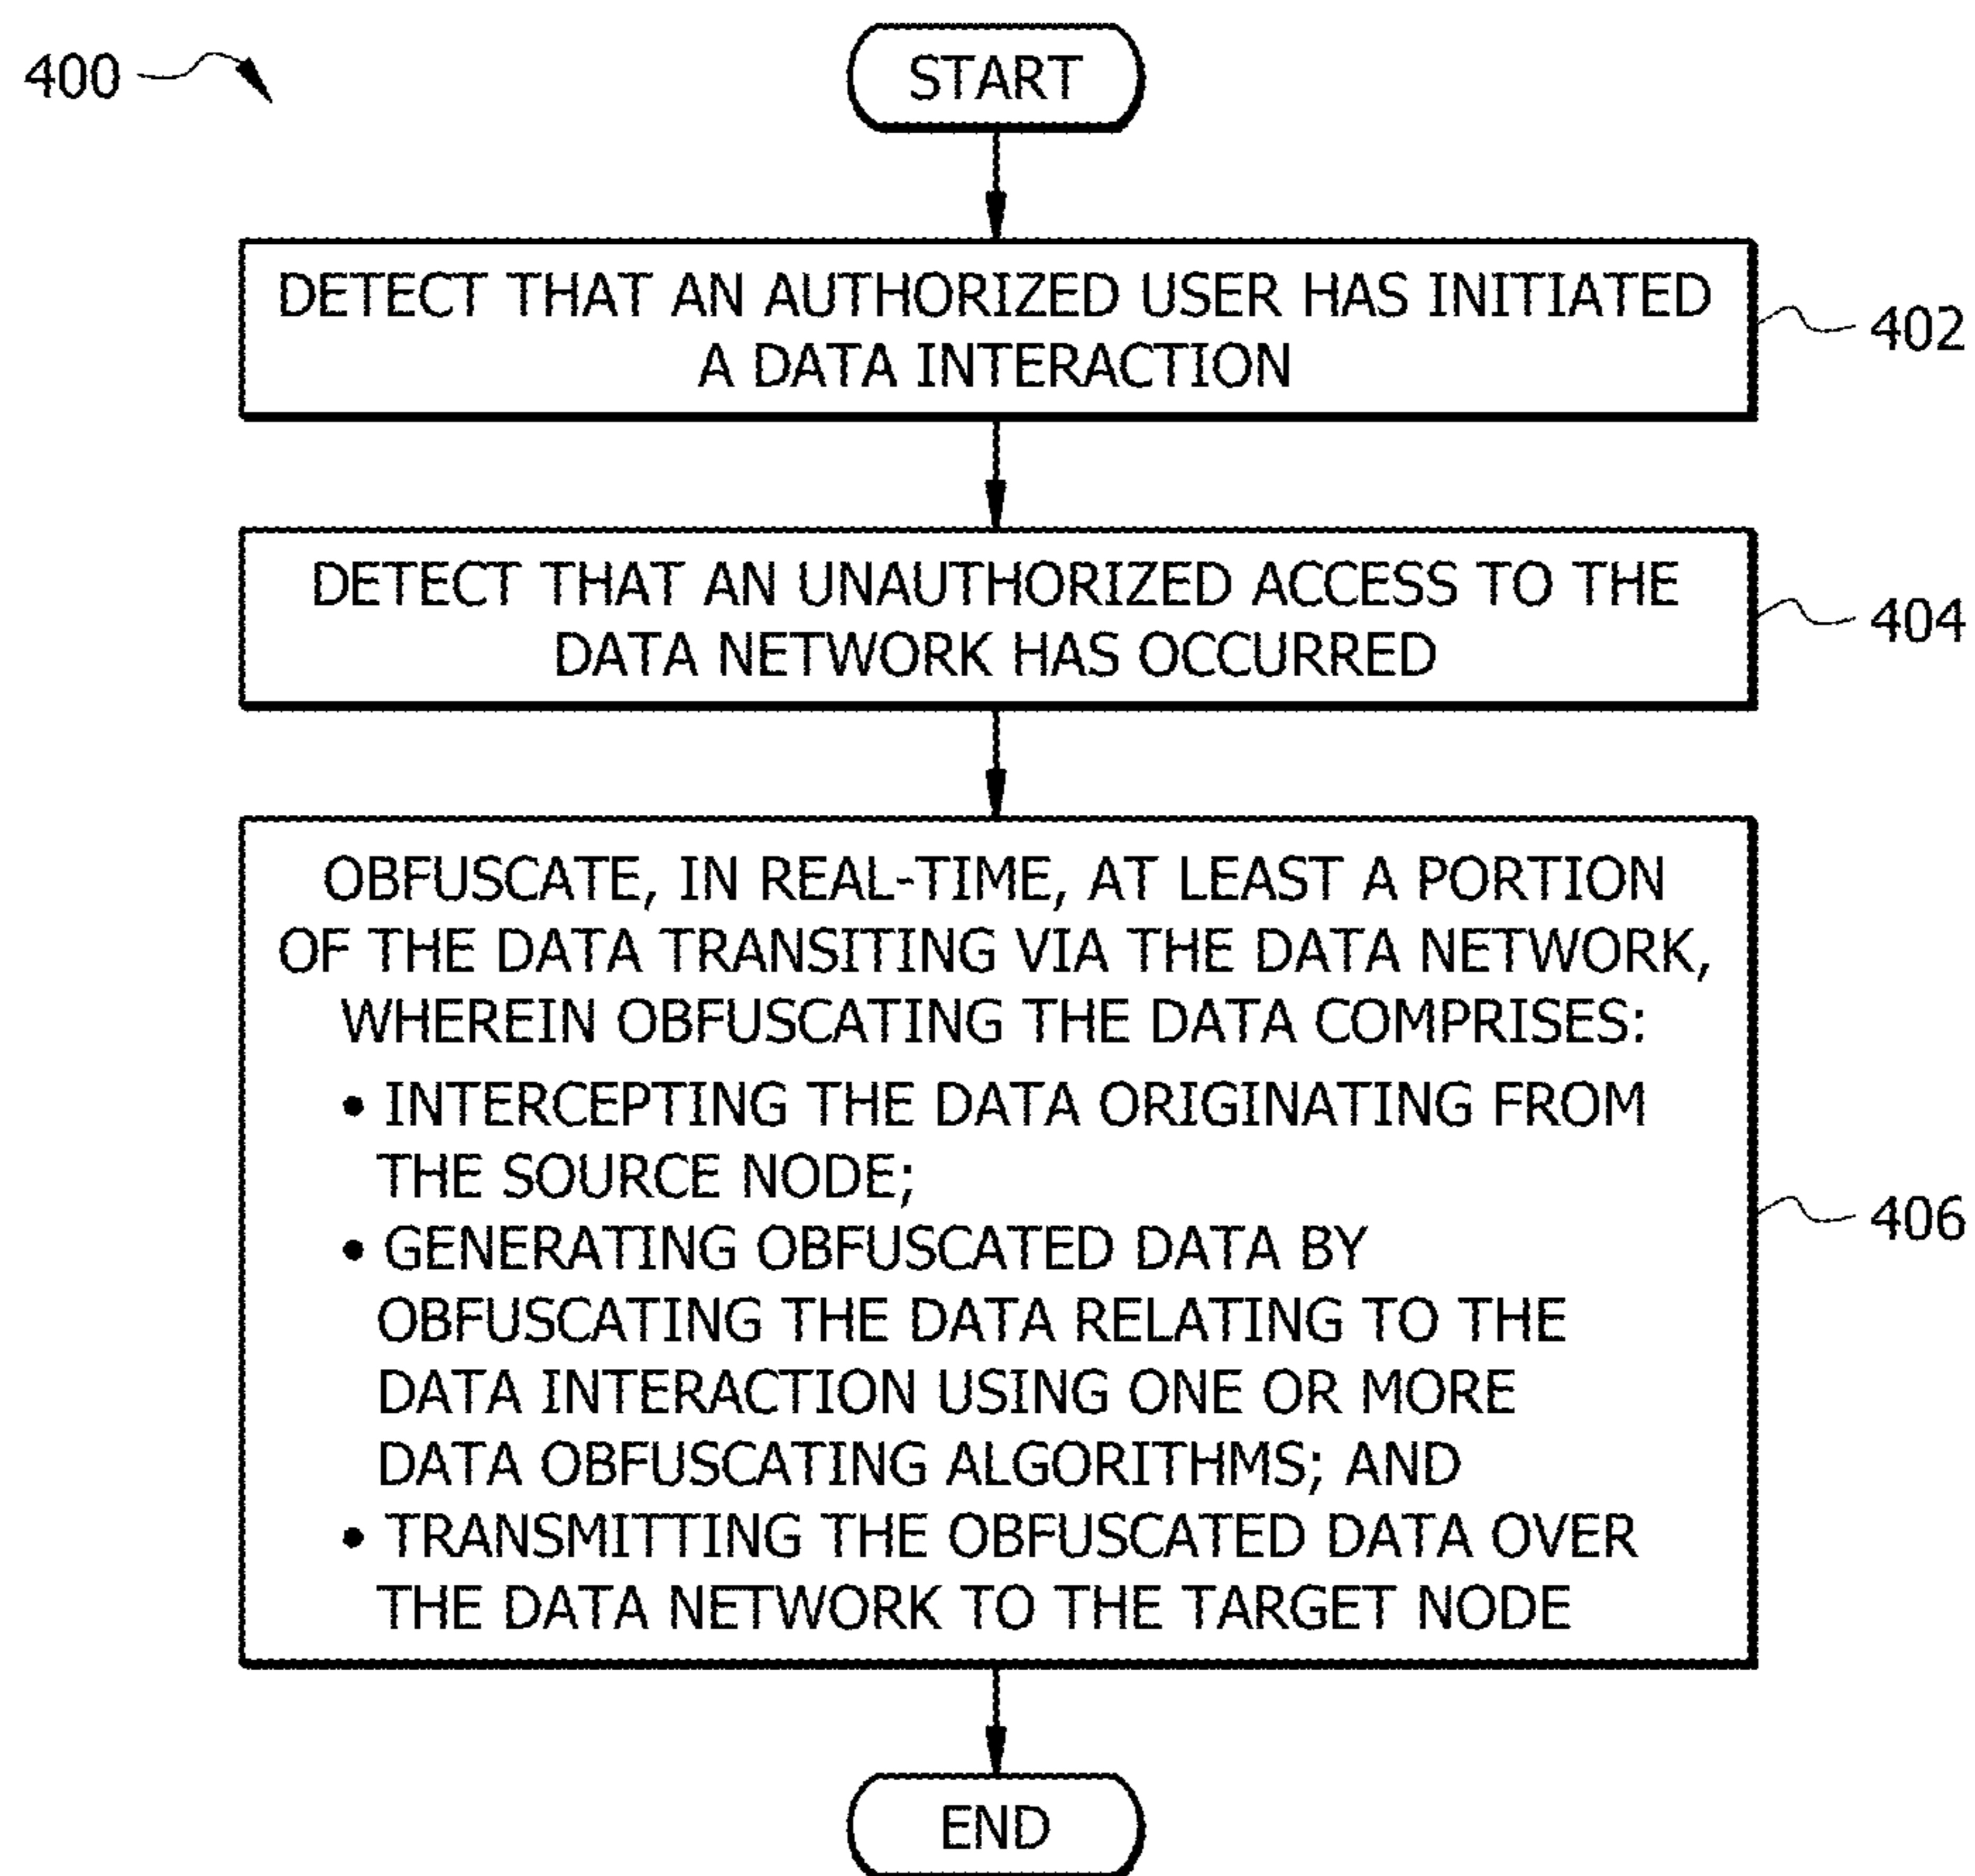 400
START
DETECT THAT AN AUTHORIZED USER HAS INITIATED
A DATA INTERACTION
402
DETECT THAT AN UNAUTHORIZED ACCESS TO THE
DATA NETWORK HAS OCCURRED
404
OBFUSCATE, IN REAL-TIME, AT LEAST A PORTION
OF THE DATA TRANSITING VIA THE DATA NETWORK,
WHEREIN OBFUSCATING THE DATA COMPRISES:
• INTERCEPTING THE DATA ORIGINATING FROM
THE SOURCE NODE;
• GENERATING OBFUSCATED DATA BY
OBFUSCATING THE DATA RELATING TO THE
DATA INTERACTION USING ONE OR MORE
DATA OBFUSCATING ALGORITHMS; AND
• TRANSMITTING THE OBFUSCATED DATA OVER
THE DATA NETWORK TO THE TARGET NODE
406
END